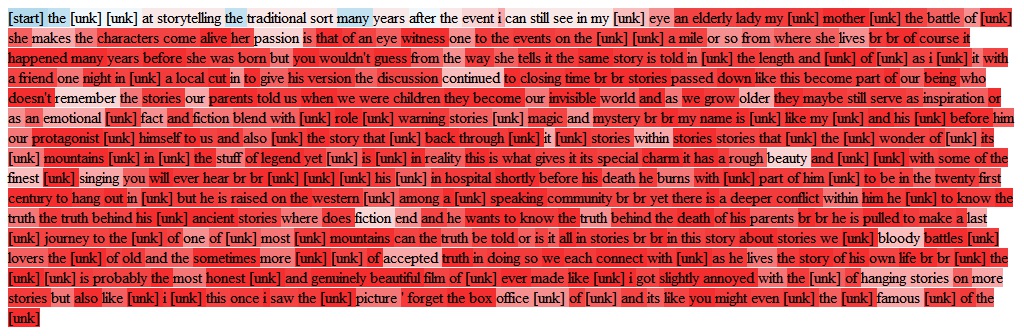 [start] the [unk] [unk] at storytelling the traditional sort many years after the event i can still see in my [unk] eye an elderly lady my [unk] mother [unk] the battle of [unk]
she makes the characters come alive her passion is that of an eye witness one to the events on the [unk] [unk] a mile or so from where she lives br br of course it
happened many years before she was born but you wouldn't guess from the way she tells it the same story is told in [unk] the length and [unk] of [unk] as i [unk] it with
a friend one night in [unk] a local cut in to give his version the discussion continued to closing time br br stories passed down like this become part of our being who
doesn't remember the stories our parents told us when we were children they become our invisible world and as we grow older they maybe still serve as inspiration or
as an emotional [unk] fact and fiction blend with [unk] role [unk] warning stories [unk] magic and mystery br br my name is [unk] like my [unk] and his [unk] before him
our protagonist [unk] himself to us and also [unk] the story that [unk] back through [unk] it [unk] stories within stories stories that [unk] the [unk] wonder of [unk] its
[unk] mountains [unk] in [unk] the stuff of legend yet [unk] is [unk] in reality this is what gives it its special charm it has a rough beauty and [unk] [unk] with some of the
finest [unk] singing you will ever hear br br [unk] [unk] [unk] his [unk] in hospital shortly before his death he burns with [unk] part of him [unk] to be in the twenty first
century to hang out in [unk] but he is raised on the western [unk] among a [unk] speaking community br br yet there is a deeper conflict within him he [unk] to know the
truth the truth behind his [unk] ancient stories where does fiction end and he wants to know the truth behind the death of his parents br br he is pulled to make a last
[unk] journey to the [unk] of one of [unk] most [unk] mountains can the truth be told or is it all in stories br br in this story about stories we [unk] bloody battles [unk]
lovers the [unk] of old and the sometimes more [unk] [unk] of accepted truth in doing so we each connect with [unk] as he lives the story of his own life br br [unk] the
[unk] [unk] is probably the most honest [unk] and genuinely beautiful film of [unk] ever made like [unk] i got slightly annoyed with the [unk] of hanging stories on more
stories but also like [unk] i [unk] this once i saw the [unk] picture ' forget the box office [unk] of [unk] and its like you might even [unk] the [unk] famous [unk] of the
[unk]